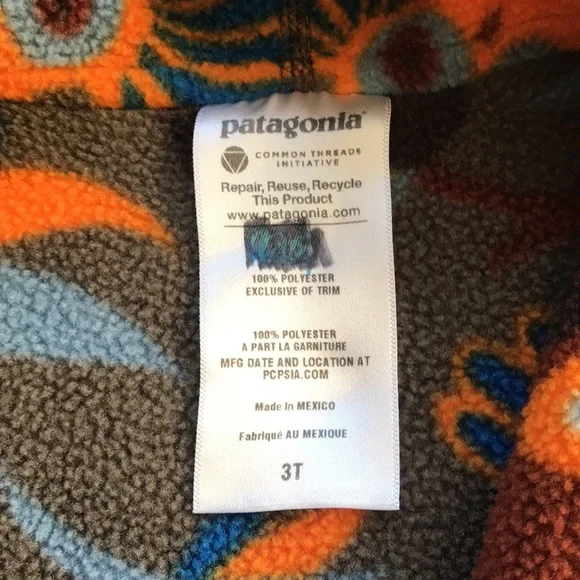 patagonia
COMMON THREADS
INITIATIVE
Repair, Reuse, Recycle
This Product
www.patagonia.com
100% POLYESTER
EXCLUSIVE OF TRIM
100% POLYESTER
A PART LA GARNITURE
MFG DATE AND LOCATION AT
PCPSIA.COM
Made in MEXICO
Fabriqué AU MEXIQUE
3T